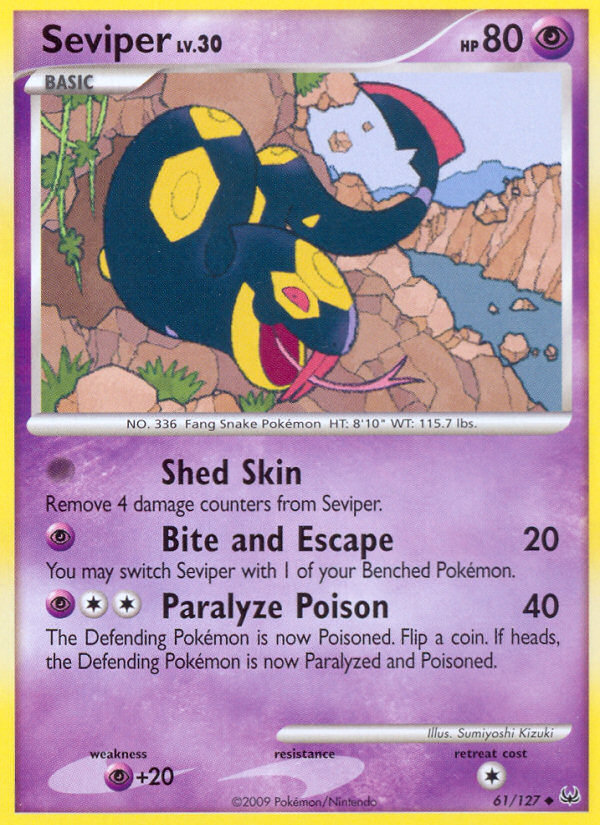 Seviper LV.30 HP 80
BASIC
NO. 336 Fang Snake Pokémon HT: 8'10" WT: 115.7 lbs.
Shed Skin
Remove 4 damage counters from Seviper.
Bite and Escape 20
You may switch Seviper with 1 of your Benched Pokémon.
Paralyze Poison 40
The Defending Pokémon is now Poisoned. Flip a coin. If heads,
the Defending Pokémon is now Paralyzed and Poisoned.
Illus. Sumiyoshi Kizuki
weakness resistance retreat cost
+20
©2009 Pokémon/Nintendo 61/127